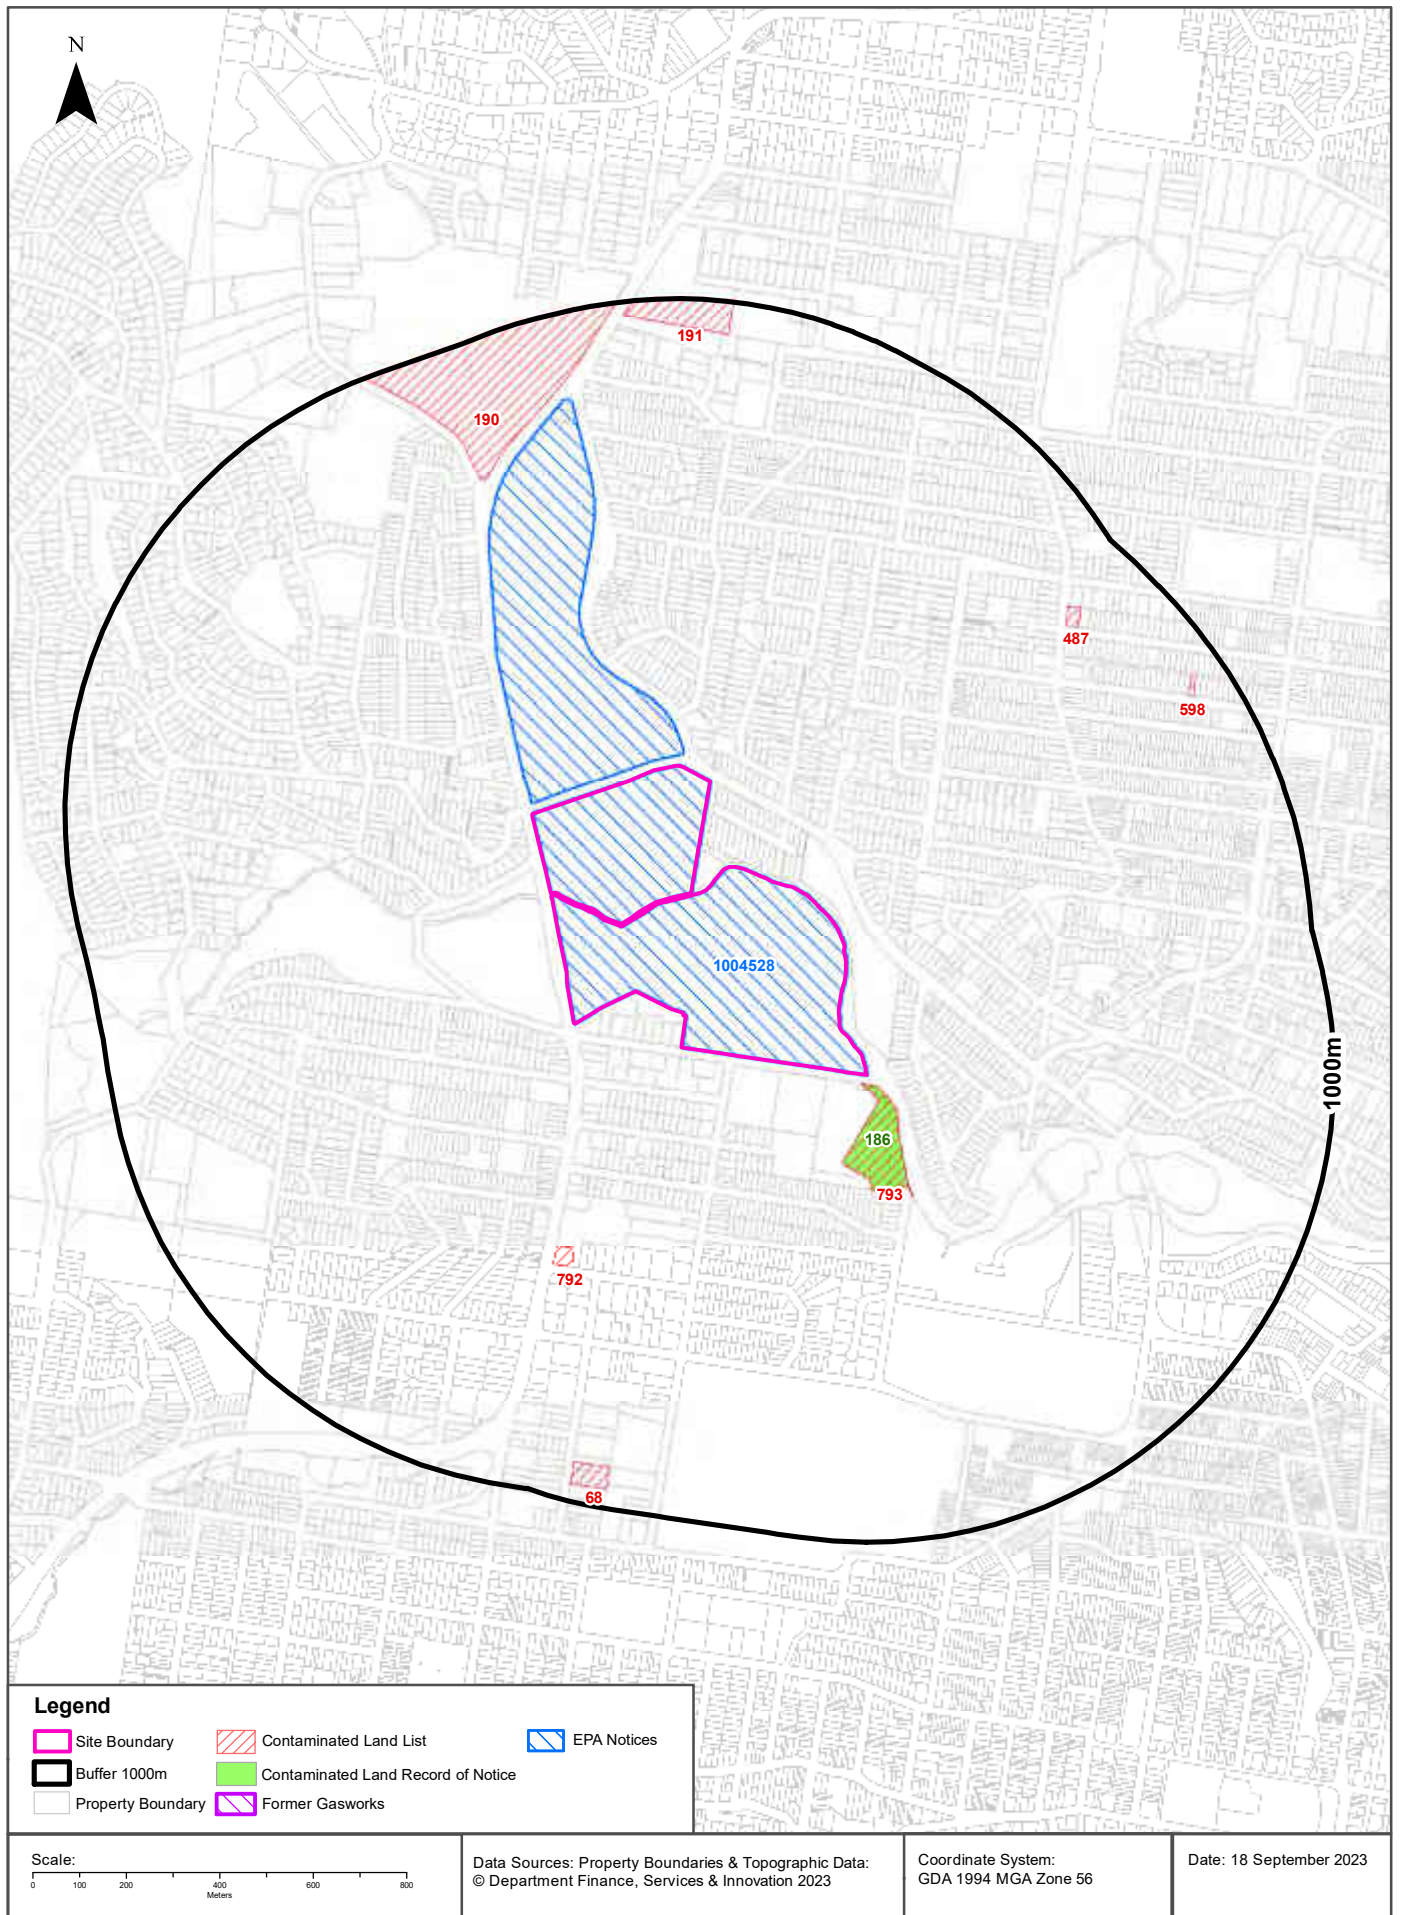 N
191
190
487
598
1004528
1000m
186
793
792
68
Legend
Site Boundary
Contaminated Land List
EPA Notices
Buffer 1000m
Contaminated Land Record of Notice
Property Boundary
Former Gasworks
Scale:
0 100 200 400 600 800
Meters
Data Sources: Property Boundaries & Topographic Data:
© Department Finance, Services & Innovation 2023
Coordinate System:
GDA 1994 MGA Zone 56
Date: 18 September 2023